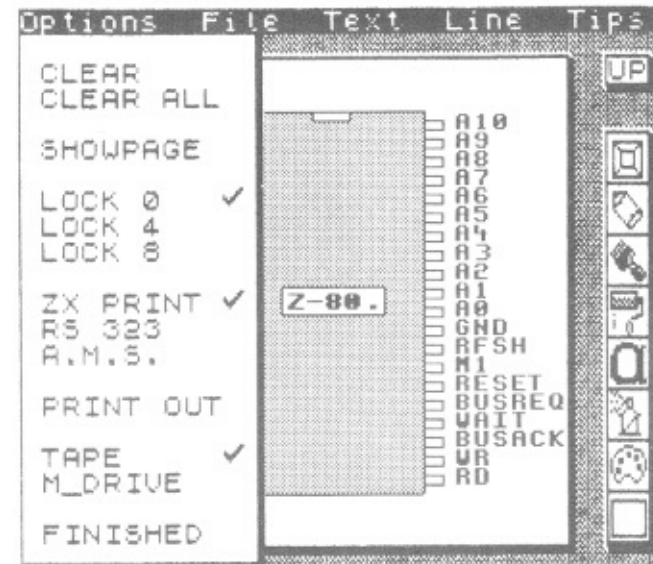 Options File Text Line Tips
CLEAR
CLEAR ALL
SHOWPAGE
LOCK 0
LOCK 4
LOCK 8
ZX PRINT
RS 323
A.M.S.
PRINT OUT
TAPE
M_DRIVE
FINISHED
Z-80.
A10
A9
A8
A7
A6
A5
A4
A3
A2
A1
A0
GND
RFSH
M1
RESET
BUSREQ
WAIT
BUSACK
WR
RD
UP
a